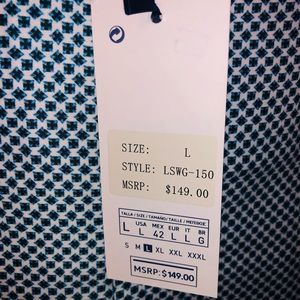 SIZE: L
STYLE: LSWG-150
MSRP: $149.00
TALLA / SIZE / TAMAÑO / TAILLE / МЕГЕӨӨЕ
USA MEX EUR IT BR
L L 42 L L G
S M L XL XXL XXXL
MSRP: $149.00